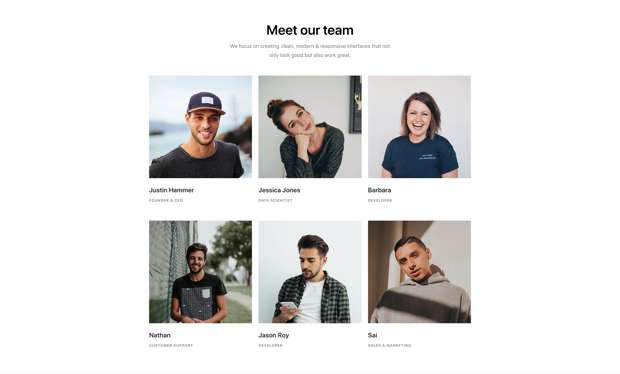 Meet our team
We focus on creating clean, modern & responsive interfaces that not
only look good but also work great.
Justin Hammer
FOUNDER & CEO
Jessica Jones
DATA SCIENTIST
Barbara
DEVELOPER
Nathan
CUSTOMER SUPPORT
Jason Roy
DEVELOPER
Sai
SALES & MARKETING